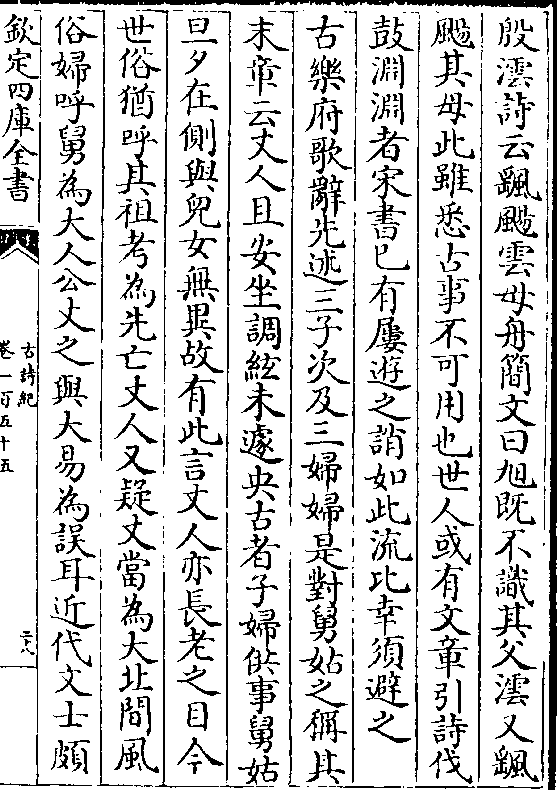 殷澐詩云飖颺雲母舟簡文曰旭既不識其父澐又飖
颺其母此雖悉古事不可用也世人或有文章引詩伐
鼓淵淵者宋書已有屢遊之誚如此流比幸須避之
古樂府歌辭先述三子次及三婦婦是對舅姑之稱其
末章云丈人且安坐調絃未遽央古者子婦供事舅姑
旦夕在側與兒女無異故有此言丈人亦長老之目今
世俗猶呼其祖考為先亡丈人又疑丈當為大北間風
俗婦呼舅為大人公丈之與大易為誤耳近代文士頗
欽定四庫全書
古詩紀
卷一百五十五
二十八